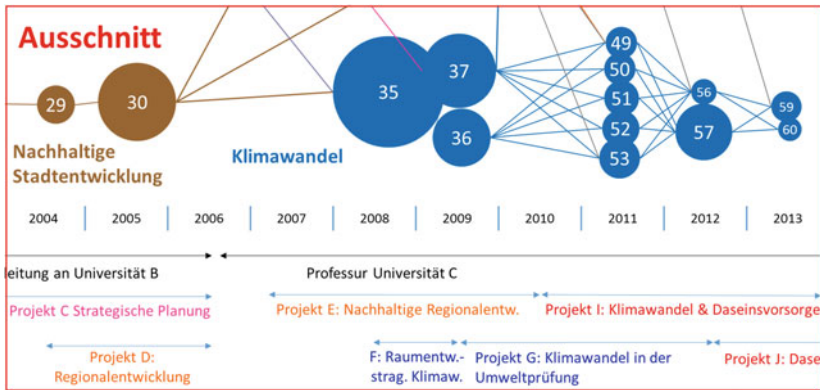 Ausschnitt
29
30
35
37
36
49
50
51
52
53
56
57
59
60
Nachhaltige
Stadtentwicklung
Klimawandel
2004 2005 2006 2007 2008 2009 2010 2011 2012 2013
leitung an Universität B
Professur Universität C
Projekt C Strategische Planung
Projekt E: Nachhaltige Regionalentw.
Projekt I: Klimawandel & Daseinsvorsorge
Projekt D:
Regionalentwicklung
F: Raumentw.-
strag. Klimaw.
Projekt G: Klimawandel in der
Umweltprüfung
Projekt J: Dase